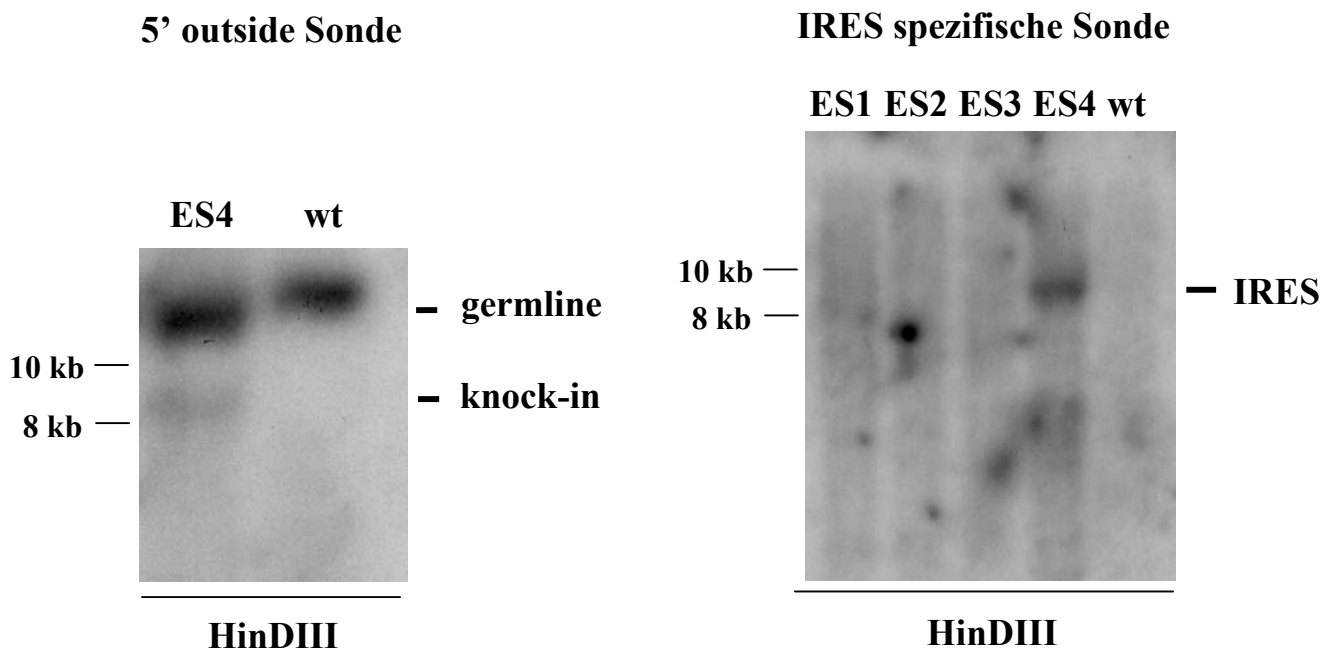 5’ outside Sonde
ES4 wt
germline
10 kb
knock-in
8 kb
HinDIII
IRES spezifische Sonde
ES1 ES2 ES3 ES4 wt
10 kb
IRES
8 kb
HinDIII